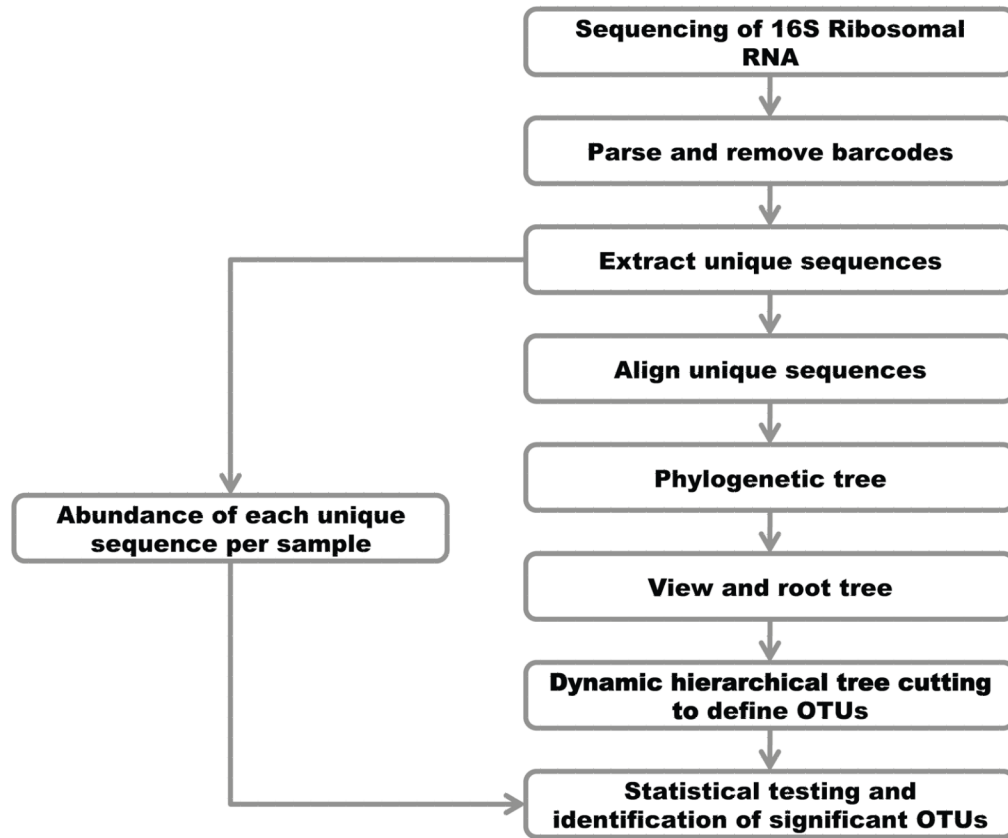 Sequencing of 16S Ribosomal
RNA
Parse and remove barcodes
Extract unique sequences
Align unique sequences
Phylogenetic tree
Abundance of each unique
sequence per sample
View and root tree
Dynamic hierarchical tree cutting
to define OTUs
Statistical testing and
identification of significant OTUs